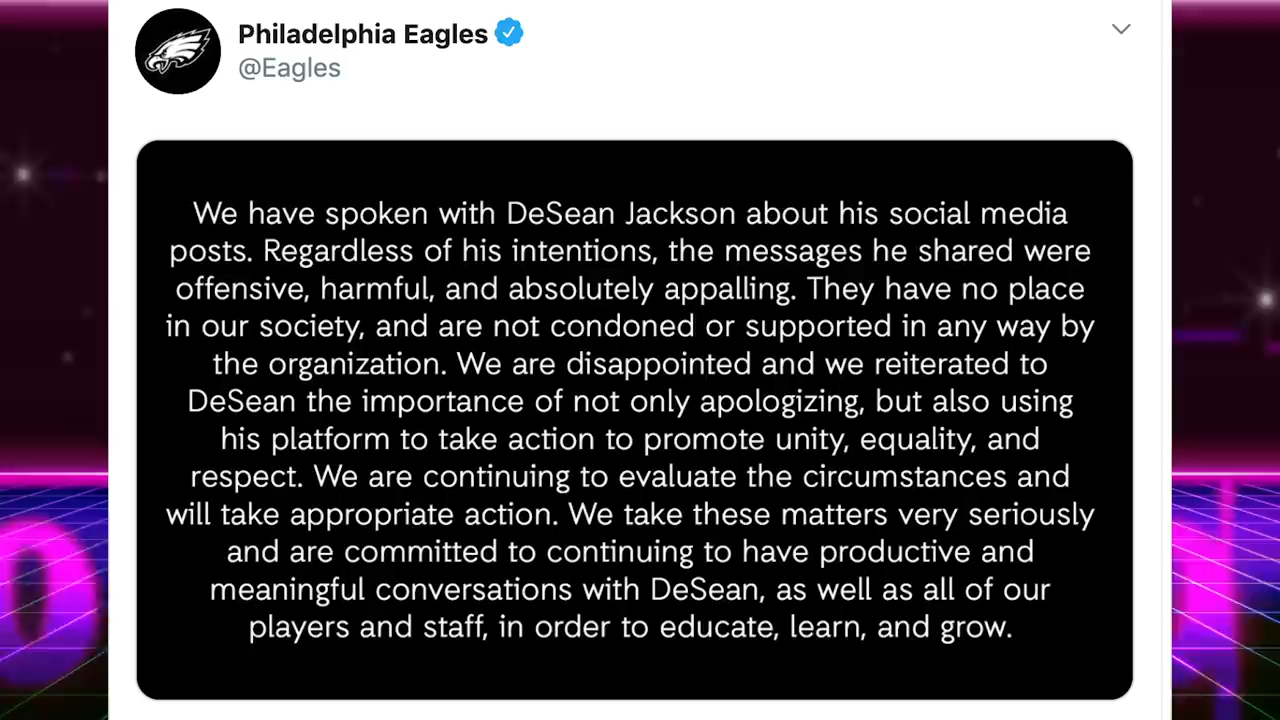 Philadelphia Eagles
@Eagles
We have spoken with DeSean Jackson about his social media
posts. Regardless of his intentions, the messages he shared were
offensive, harmful, and absolutely appalling. They have no place
in our society, and are not condoned or supported in any way by
the organization. We are disappointed and we reiterated to
DeSean the importance of not only apologizing, but also using
his platform to take action to promote unity, equality, and
respect. We are continuing to evaluate the circumstances and
will take appropriate action. We take these matters very seriously
and are committed to continuing to have productive and
meaningful conversations with DeSean, as well as all of our
players and staff, in order to educate, learn, and grow.